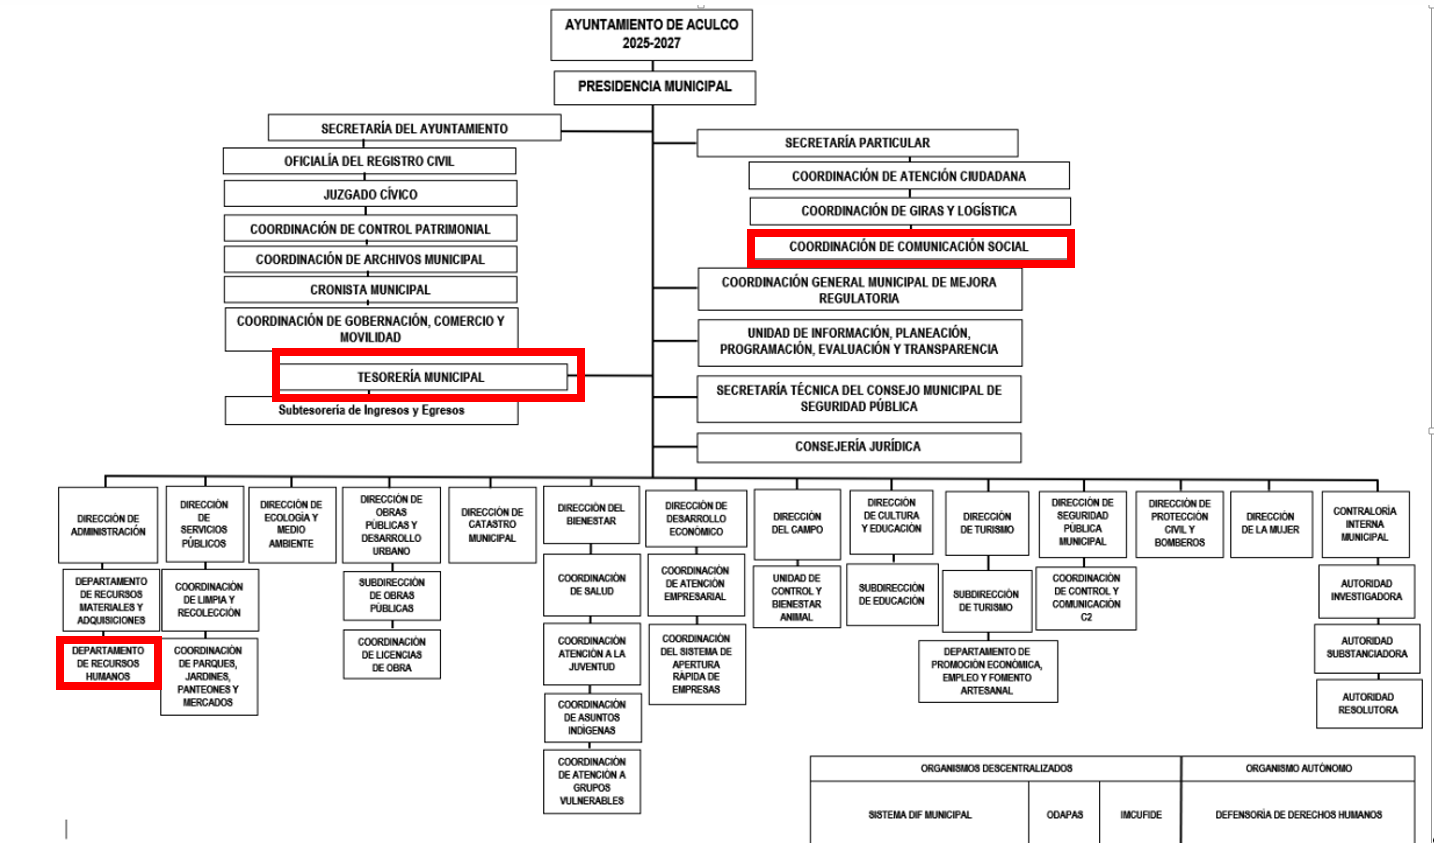 AYUNTAMIENTO DE ACULCO
2025-2027
PRESIDENCIA MUNICIPAL
SECRETARÍA DEL AYUNTAMIENTO
OFICIALÍA DEL REGISTRO CIVIL
JUZGADO CÍVICO
COORDINACIÓN DE CONTROL PATRIMONIAL
COORDINACIÓN DE ARCHIVOS MUNICIPAL
CRONISTA MUNICIPAL
COORDINACIÓN DE GOBERNACIÓN, COMERCIO Y
MOVILIDAD
TESORERÍA MUNICIPAL
Subtesorería de Ingresos y Egresos
SECRETARÍA PARTICULAR
COORDINACIÓN DE ATENCIÓN CIUDADANA
COORDINACIÓN DE GIRAS Y LOGÍSTICA
COORDINACIÓN DE COMUNICACIÓN SOCIAL
COORDINACIÓN GENERAL MUNICIPAL DE MEJORA
REGULATORIA
UNIDAD DE INFORMACIÓN, PLANEACIÓN,
PROGRAMACIÓN, EVALUACIÓN Y TRANSPARENCIA
SECRETARÍA TÉCNICA DEL CONSEJO MUNICIPAL DE
SEGURIDAD PÚBLICA
CONSEJERÍA JURÍDICA
DIRECCIÓN DE
ADMINISTRACIÓN
DEPARTAMENTO
DE RECURSOS
MATERIALES Y
ADQUISICIONES
DEPARTAMENTO
DE RECURSOS
HUMANOS
DIRECCIÓN
DE
SERVICIOS
PÚBLICOS
COORDINACIÓN
DE LIMPIA Y
RECOLECCIÓN
COORDINACIÓN
DE PARQUES,
JARDINES,
PANTEONES Y
MERCADOS
DIRECCIÓN DE
ECOLOGÍA Y
MEDIO
AMBIENTE
DIRECCIÓN DE
OBRAS
PÚBLICAS Y
DESARROLLO
URBANO
SUBDIRECCIÓN
DE OBRAS
PÚBLICAS
COORDINACIÓN
DE LICENCIAS
DE OBRA
DIRECCIÓN DE
CATASTRO
MUNICIPAL
DIRECCIÓN DEL
BIENESTAR
COORDINACIÓN
DE SALUD
COORDINACIÓN
ATENCIÓN A LA
JUVENTUD
COORDINACIÓN
DE ASUNTOS
INDÍGENAS
COORDINACIÓN
DE ATENCIÓN A
GRUPOS
VULNERABLES
DIRECCIÓN DE
DESARROLLO
ECONÓMICO
COORDINACIÓN
DE ATENCIÓN
EMPRESARIAL
COORDINACIÓN
DEL SISTEMA DE
APERTURA
RÁPIDA DE
EMPRESAS
DIRECCIÓN
DEL CAMPO
UNIDAD DE
CONTROL Y
BIENESTAR
ANIMAL
DIRECCIÓN
DE CULTURA
Y EDUCACIÓN
SUBDIRECCIÓN
DE EDUCACIÓN
DIRECCIÓN
DE TURISMO
SUBDIRECCIÓN
DE TURISMO
DEPARTAMENTO DE
PROMOCIÓN ECONÓMICA,
EMPLEO Y FOMENTO
ARTESANAL
DIRECCIÓN DE
SEGURIDAD
PÚBLICA
MUNICIPAL
COORDINACIÓN
DE CONTROL Y
COMUNICACIÓN
C2
DIRECCIÓN DE
PROTECCIÓN
CIVIL Y
BOMBEROS
DIRECCIÓN
DE LA MUJER
CONTRALORÍA
INTERNA
MUNICIPAL
AUTORIDAD
INVESTIGADORA
AUTORIDAD
SUBSTANCIADORA
AUTORIDAD
RESOLUTORA
ORGANISMOS DESCENTRALIZADOS
ORGANISMO AUTÓNOMO
SISTEMA DIF MUNICIPAL
ODAPAS
IMCUFIDE
DEFENSORÍA DE DERECHOS HUMANOS